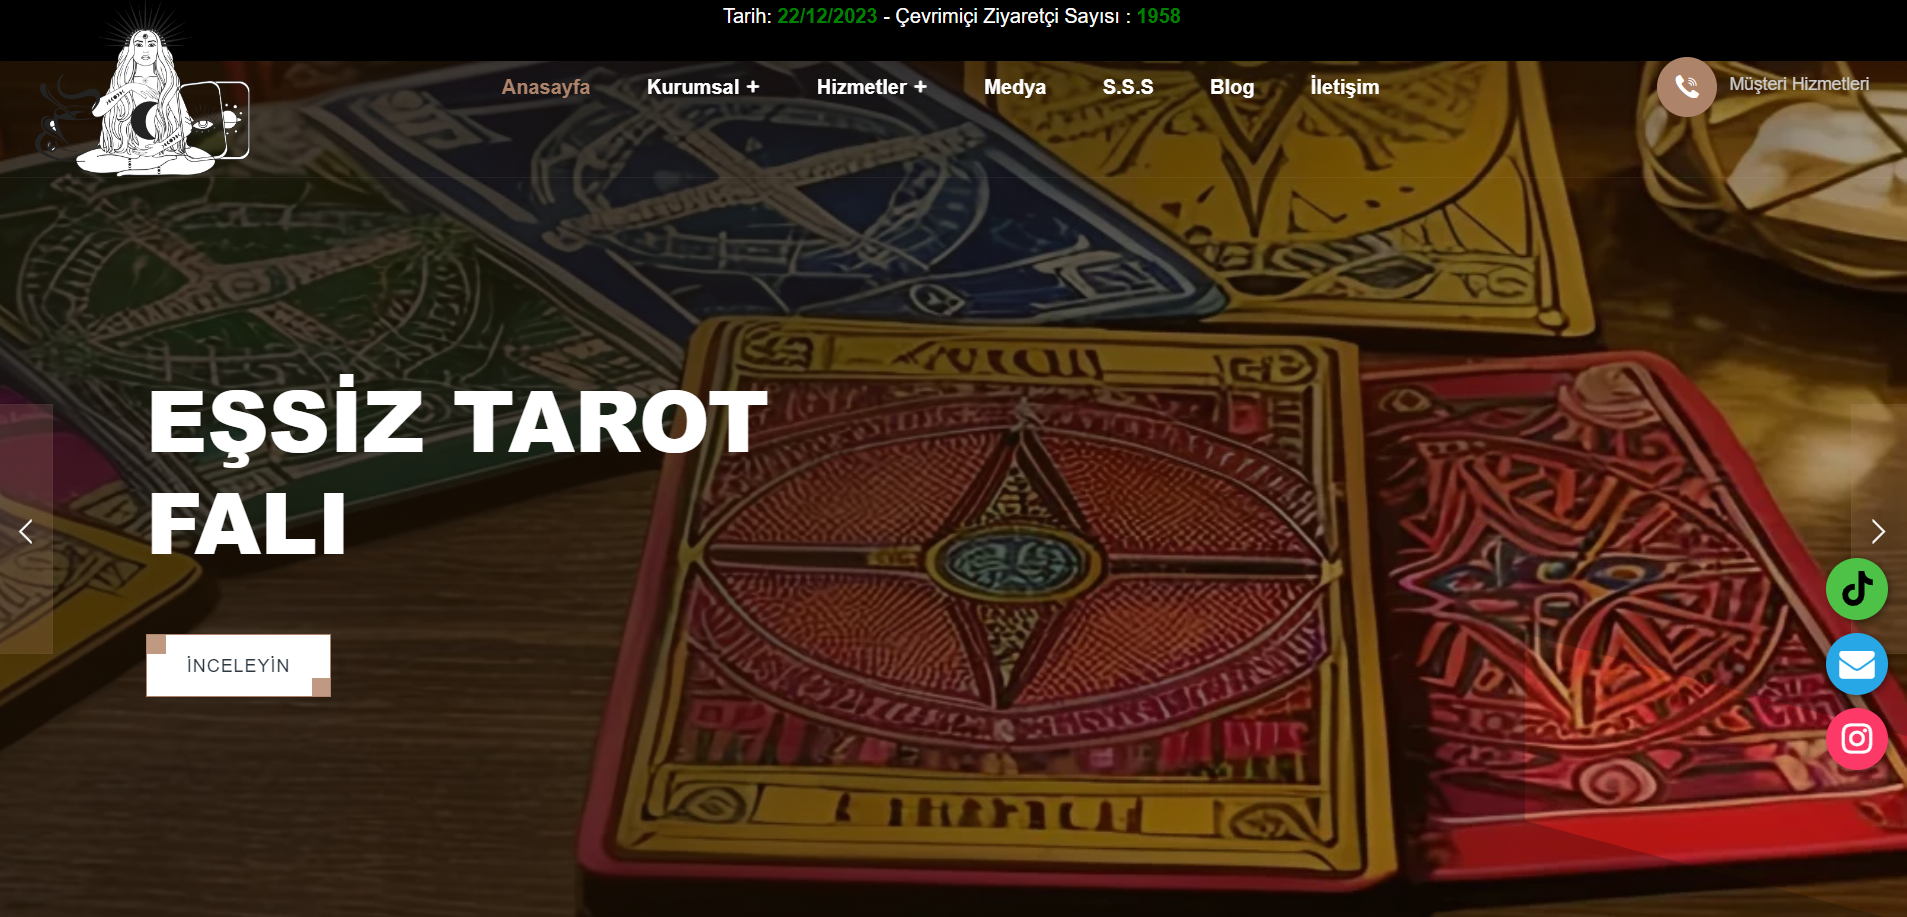 Tarih: 22/12/2023 - Çevrimiçi Ziyaretçi Sayısı : 1958
Anasayfa Kurumsal + Hizmetler + Medya S.S.S Blog İletişim Müşteri Hizmetleri
EŞSİZ TAROT
FALI
İNCELEYİN